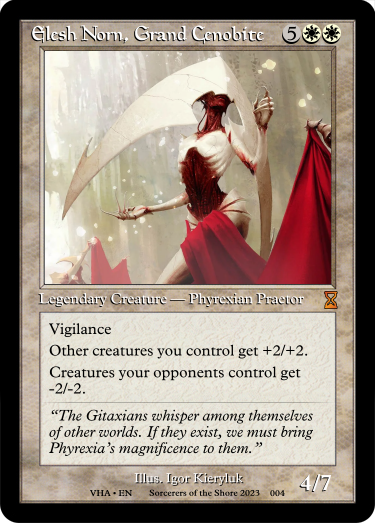 Elesh Norn, Grand Cenobite 5
Legendary Creature — Phyrexian Praetor
Vigilance
Other creatures you control get +2/+2.
Creatures your opponents control get
-2/-2.
“The Gitaxians whisper among themselves
of other worlds. If they exist, we must bring
Phyrexia’s magnificence to them.”
Illus. Igor Kieryluk
4/7
VHA • EN Sorcerers of the Shore 2023 004